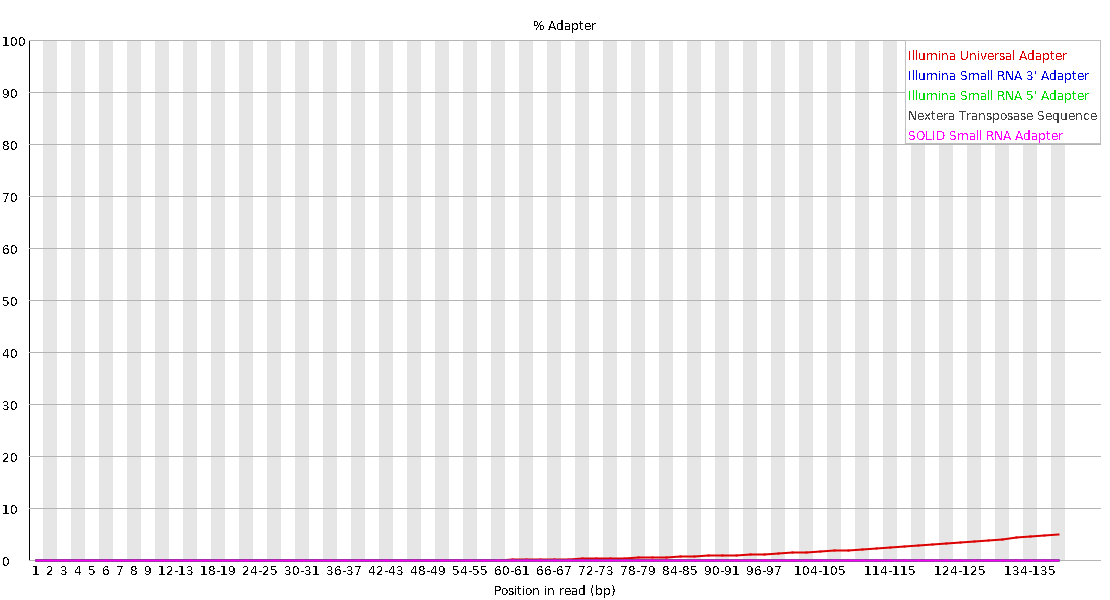 % Adapter
100
90
80
70
60
50
40
30
20
10
0
Illumina Universal Adapter
Illumina Small RNA 3' Adapter
Illumina Small RNA 5' Adapter
Nextera Transposase Sequence
SOLID Small RNA Adapter
1 2 3 4 5 6 7 8 9 12-13 18-19 24-25 30-31 36-37 42-43 48-49 54-55 60-61 66-67 72-73 78-79 84-85 90-91 96-97 104-105 114-115 124-125 134-135
Position in read (bp)